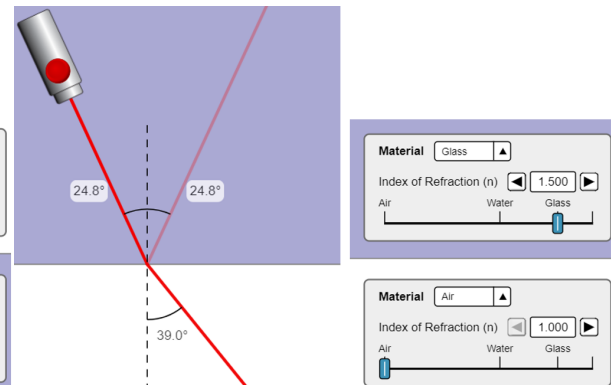 24.8° 24.8°
39.0°
Material Glass
Index of Refraction (n) 1.500
Air Water Glass
Material Air
Index of Refraction (n) 1.000
Air Water Glass